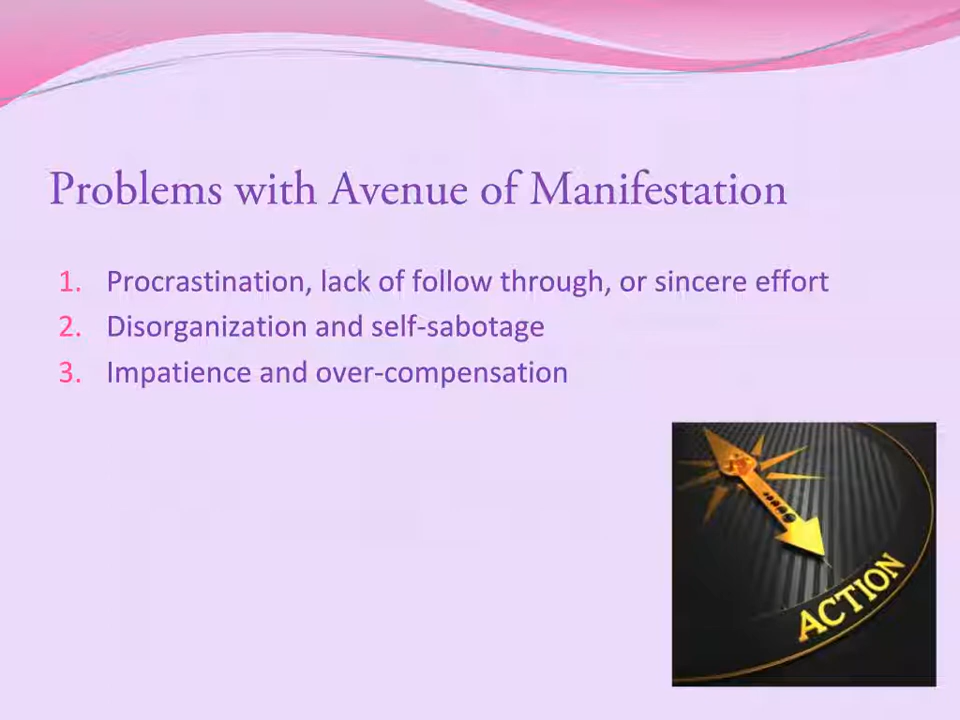 Problems with Avenue of Manifestation
1. Procrastination, lack of follow through, or sincere effort
2. Disorganization and self-sabotage
3. Impatience and over-compensation
ACTION